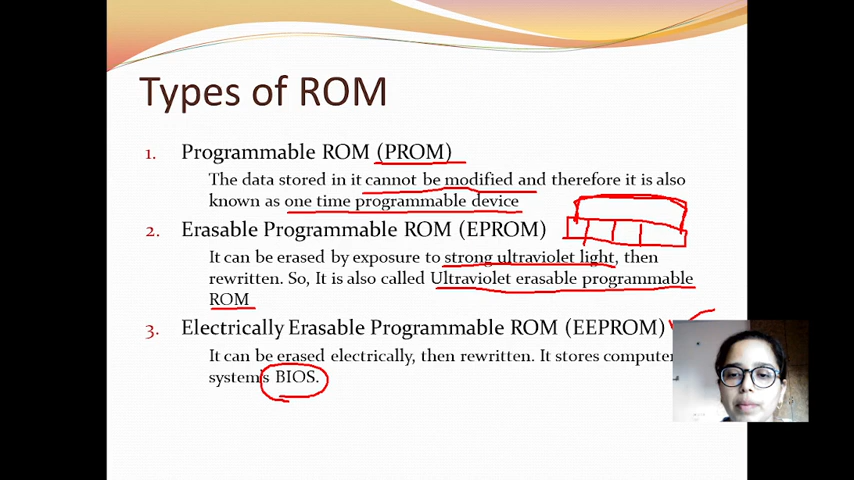 Types of ROM
1. Programmable ROM (PROM)
The data stored in it cannot be modified and therefore it is also
known as one time programmable device
2. Erasable Programmable ROM (EPROM)
It can be erased by exposure to strong ultraviolet light, then
rewritten. So, It is also called Ultraviolet erasable programmable
ROM
3. Electrically Erasable Programmable ROM (EEPROM)
It can be erased electrically, then rewritten. It stores computer
system's BIOS.